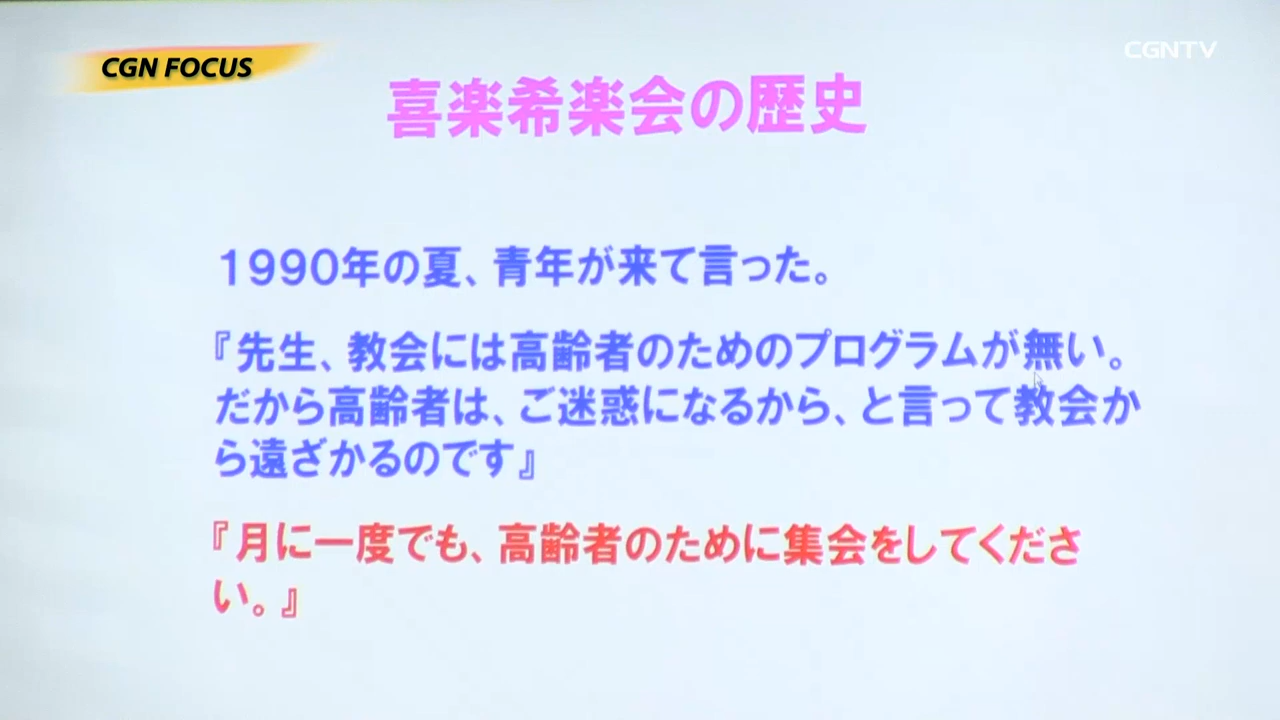 CGN FOCUS
CGNTV
喜楽希楽会の歴史
1990年の夏、青年が来て言った。
『先生、教会には高齢者のためのプログラムが無い。
だから高齢者は、ご迷惑になるから、と言って教会か
ら遠ざかるのです』
『月に一度でも、高齢者のために集会をしてくださ
い。』